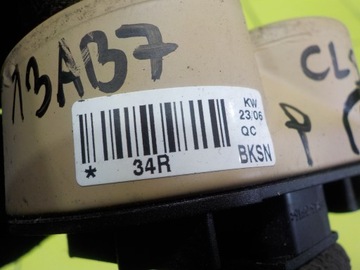 13AB7
CL
KW
23/06
QC
BKSN
* 34R